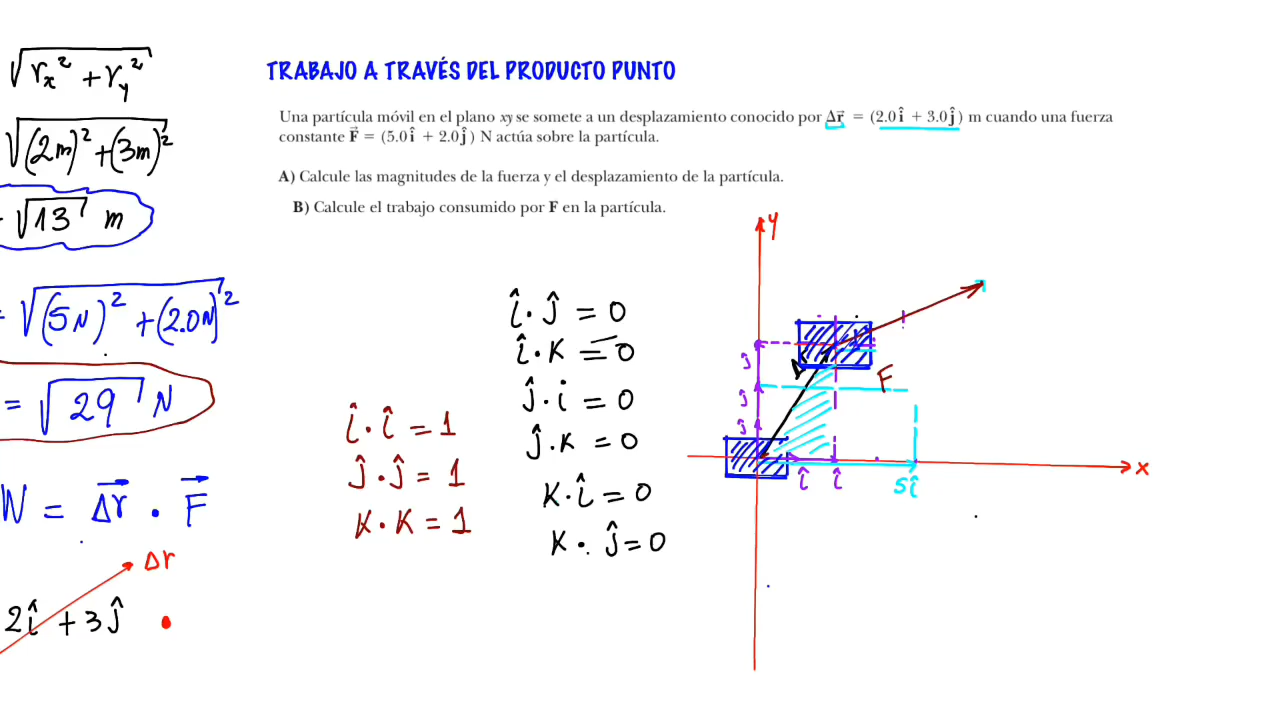 √(rₓ² + r_y²)
√((2m)² + (3m)²)
√13 m
√((5N)² + (2.0N)²)
= √29 N
W = Δr⃗ • F⃗
Δr
2î + 3ĵ •
TRABAJO A TRAVÉS DEL PRODUCTO PUNTO
Una partícula móvil en el plano xy se somete a un desplazamiento conocido por Δr⃗ = (2.0î + 3.0ĵ) m cuando una fuerza
constante F⃗ = (5.0î + 2.0ĵ) N actúa sobre la partícula.
A) Calcule las magnitudes de la fuerza y el desplazamiento de la partícula.
B) Calcule el trabajo consumido por F en la partícula.
î · î = 1
ĵ · ĵ = 1
K · K = 1
î · ĵ = 0
î · K = 0
ĵ · i = 0
ĵ · K = 0
K · î = 0
K · ĵ = 0
y
F
ĵ
ĵ
ĵ
î î 5î
x